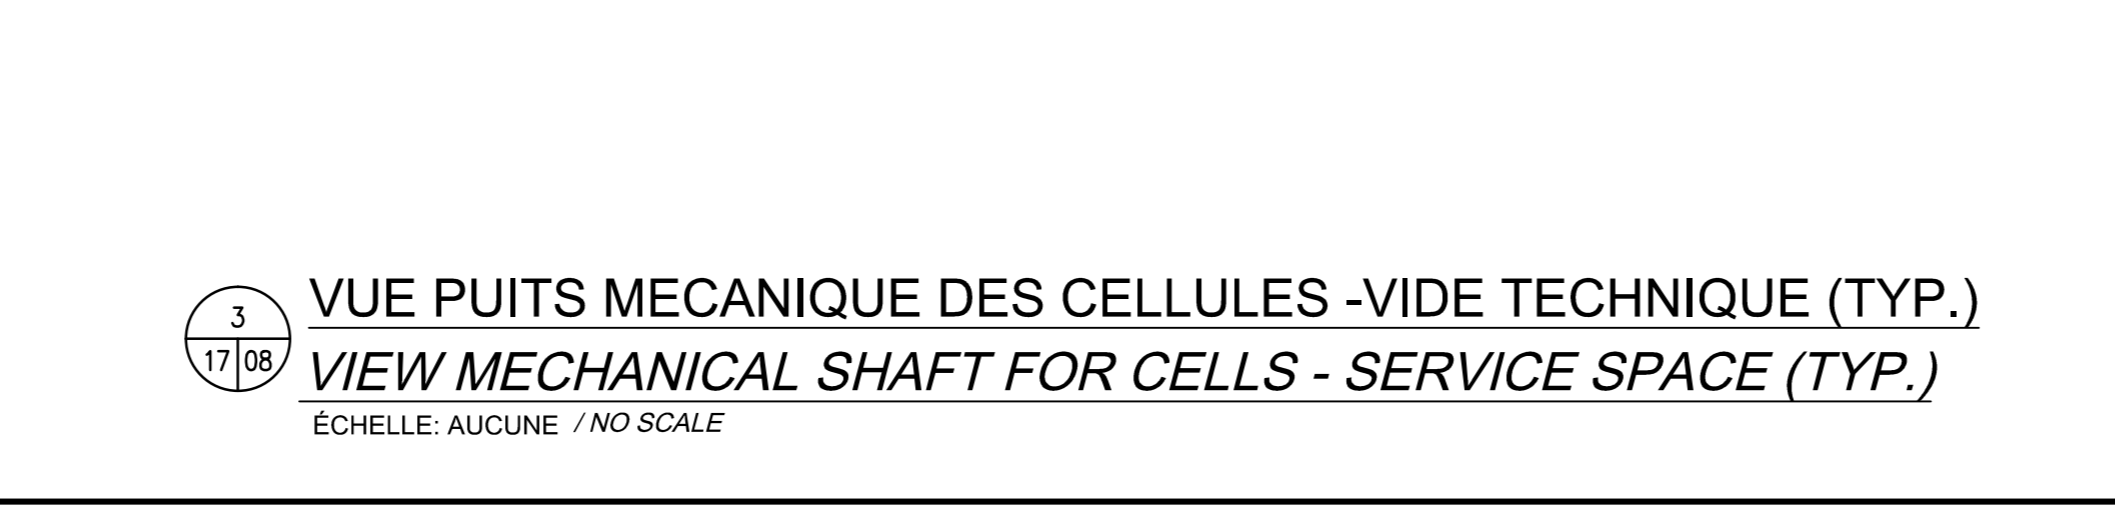 3
17 08
VUE PUITS MECANIQUE DES CELLULES -VIDE TECHNIQUE (TYP.)
VIEW MECHANICAL SHAFT FOR CELLS - SERVICE SPACE (TYP.)
ÉCHELLE: AUCUNE / NO SCALE